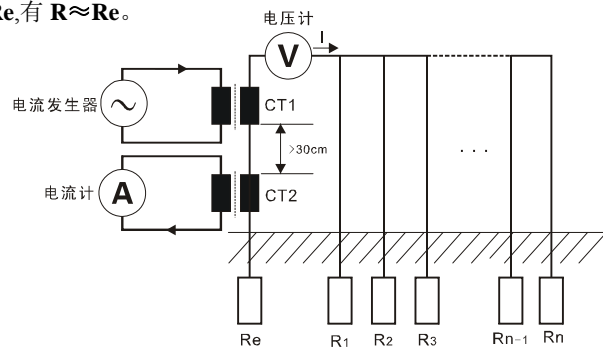 Re,有 R≈Re。
电压计
I
V
电流发生器
CT1
>30cm
...
电流计
A
CT2
Re
R1
R2
R3
Rn-1
Rn